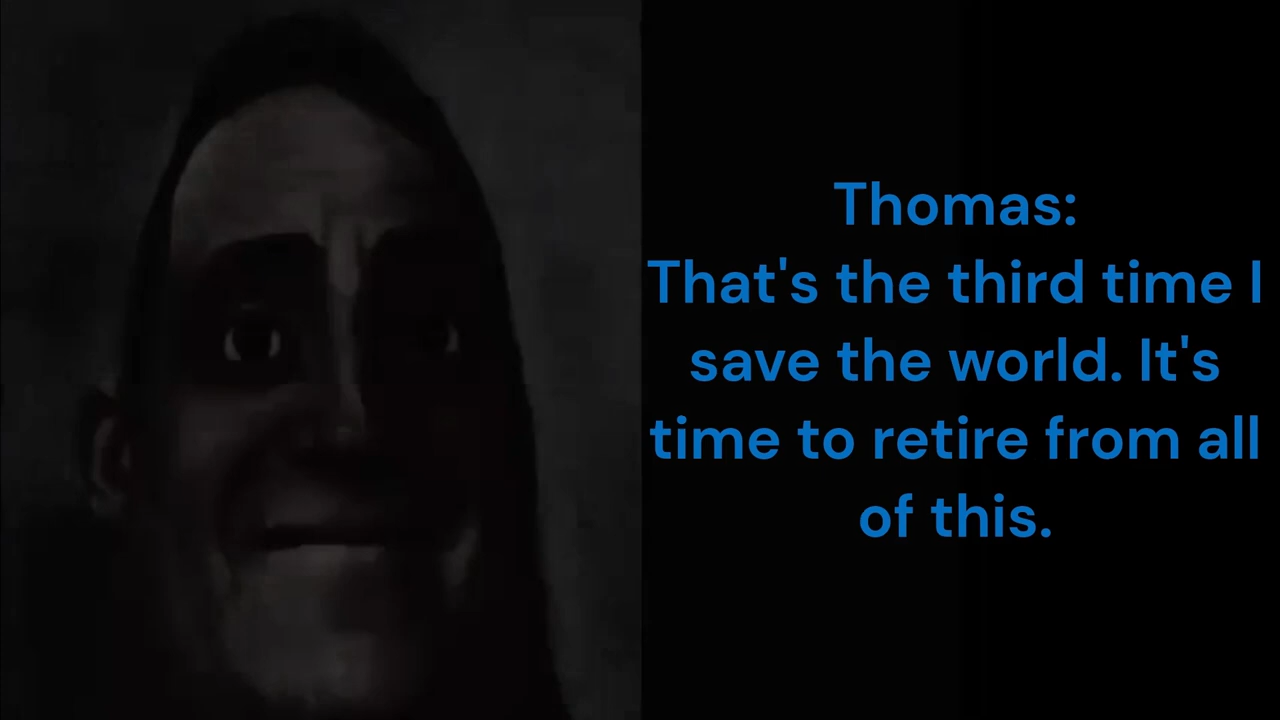 Thomas:
That's the third time I
save the world. It's
time to retire from all
of this.